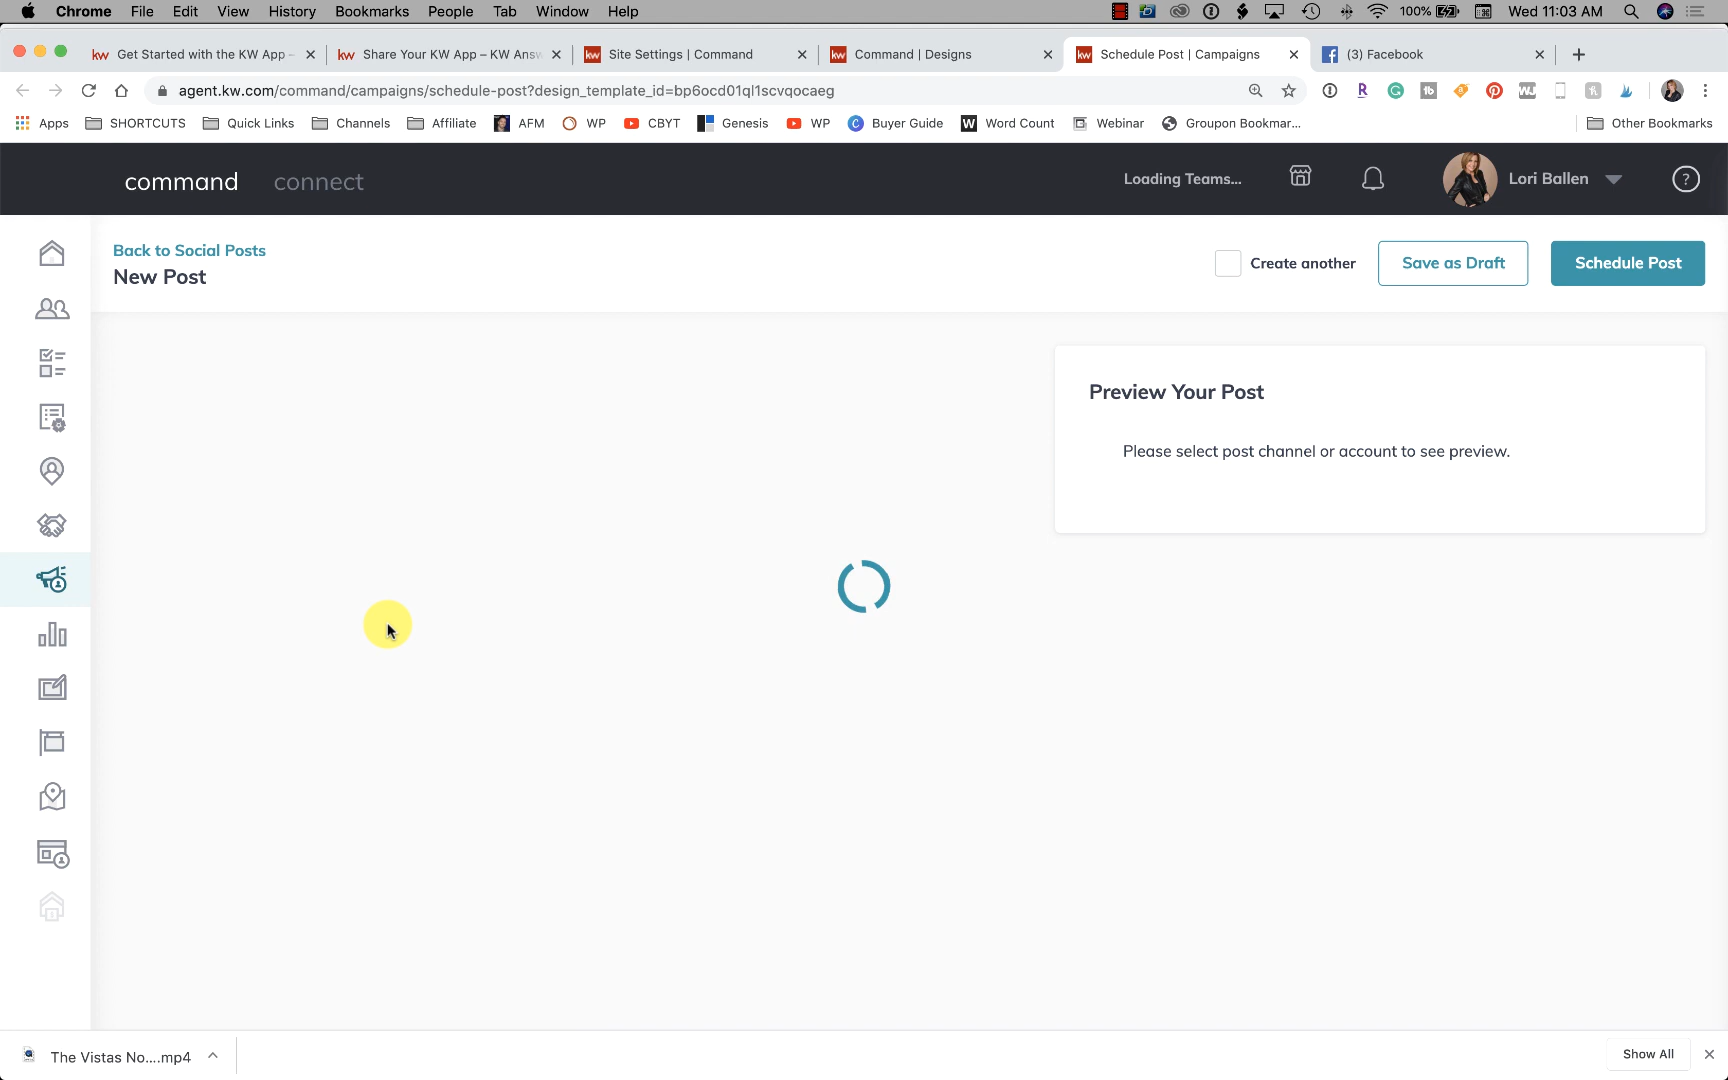 Chrome File Edit View History Bookmarks People Tab Window Help 100% Wed 11:03 AM
kw Get Started with the KW App – kw Share Your KW App – KW Answ kw Site Settings | Command kw Command | Designs kw Schedule Post | Campaigns (3) Facebook
agent.kw.com/command/campaigns/schedule-post?design_template_id=bp6ocd01ql1scvqocaeg
Apps SHORTCUTS Quick Links Channels Affiliate AFM WP CBYT Genesis WP Buyer Guide Word Count Webinar Groupon Bookmar... Other Bookmarks
command connect Loading Teams... Lori Ballen
Back to Social Posts
New Post
Create another Save as Draft Schedule Post
Preview Your Post
Please select post channel or account to see preview.
The Vistas No....mp4 Show All